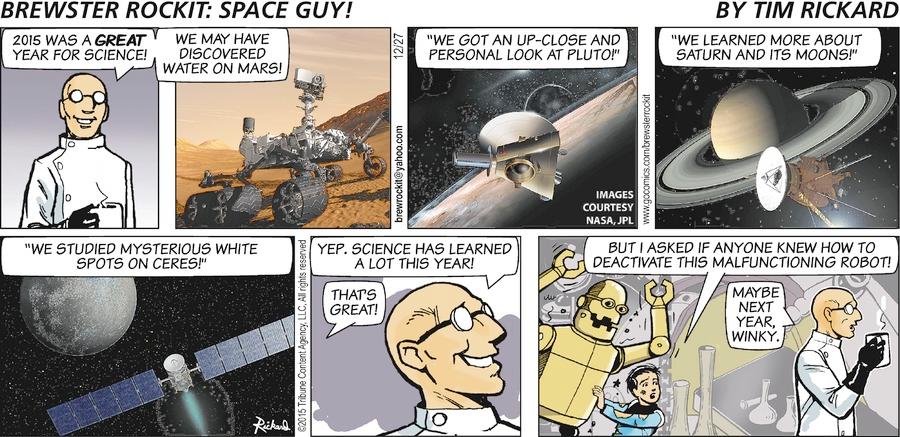 BREWSTER ROCKIT: SPACE GUY!
BY TIM RICKARD
2015 WAS A GREAT
YEAR FOR SCIENCE!
WE MAY HAVE
DISCOVERED
WATER ON MARS!
12/27
brewrockit@yahoo.com
"WE GOT AN UP-CLOSE AND
PERSONAL LOOK AT PLUTO!"
IMAGES
COURTESY
NASA, JPL
www.gocomics.com/brewsterrockit
"WE LEARNED MORE ABOUT
SATURN AND ITS MOONS!"
"WE STUDIED MYSTERIOUS WHITE
SPOTS ON CERES!"
Rickard
©2015 Tribune Content Agency, LLC, All rights reserved
YEP. SCIENCE HAS LEARNED
A LOT THIS YEAR!
THAT'S
GREAT!
BUT I ASKED IF ANYONE KNEW HOW TO
DEACTIVATE THIS MALFUNCTIONING ROBOT!
MAYBE
NEXT
YEAR,
WINKY.